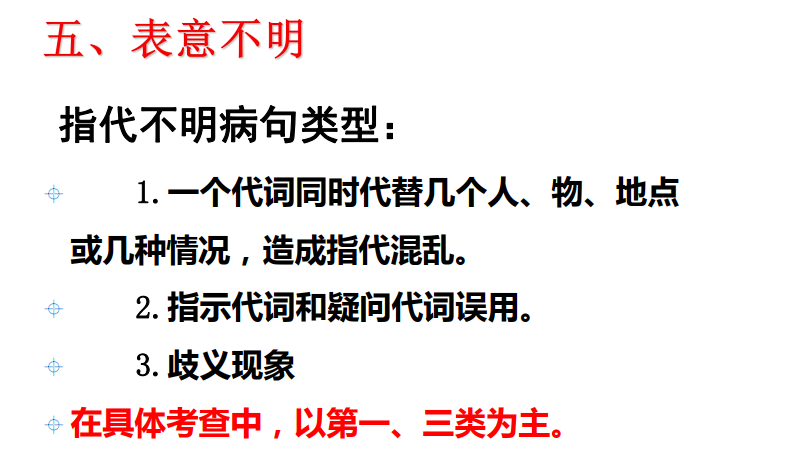 五、表意不明
指代不明病句类型：
1.一个代词同时代替几个人、物、地点
或几种情况，造成指代混乱。
2.指示代词和疑问代词误用。
3.歧义现象
在具体考查中，以第一、三类为主。